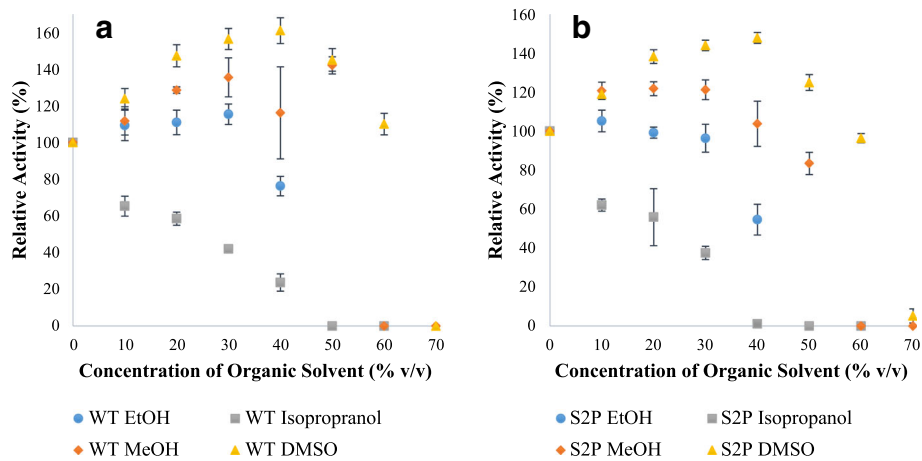 a
Relative Activity (%)
160
140
120
100
80
60
40
20
0
0 10 20 30 40 50 60 70
Concentration of Organic Solvent (% v/v)
WT EtOH WT Isopropranol
WT MeOH WT DMSO
b
Relative Activity (%)
160
140
120
100
80
60
40
20
0
0 10 20 30 40 50 60 70
Concentration of Organic Solvent (% v/v)
S2P EtOH S2P Isopropanol
S2P MeOH S2P DMSO